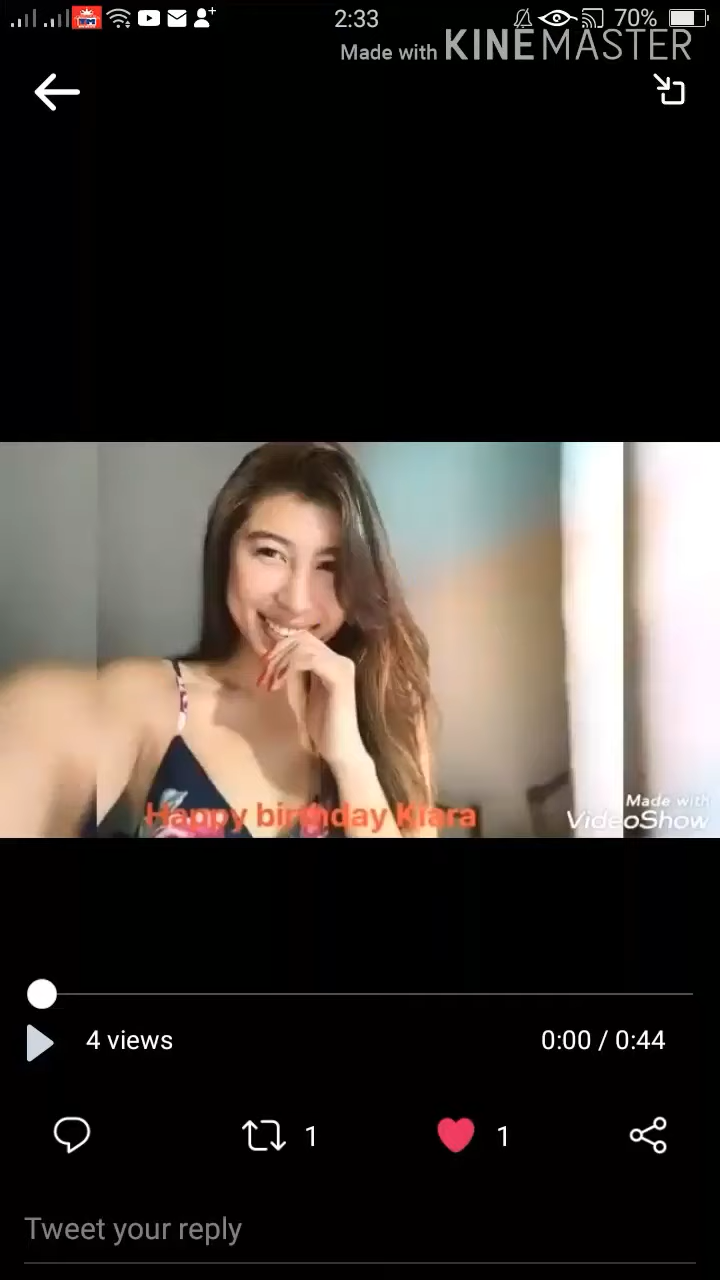 2:33
70%
Made with KINEMASTER
Happy birthday Kiara
Made with
VideoShow
4 views
0:00 / 0:44
1
1
Tweet your reply